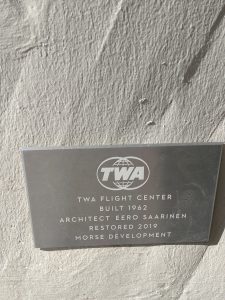 TWA
TWA FLIGHT CENTER
BUILT 1962
ARCHITECT EERO SAARINEN
RESTORED 2019
MORSE DEVELOPMENT